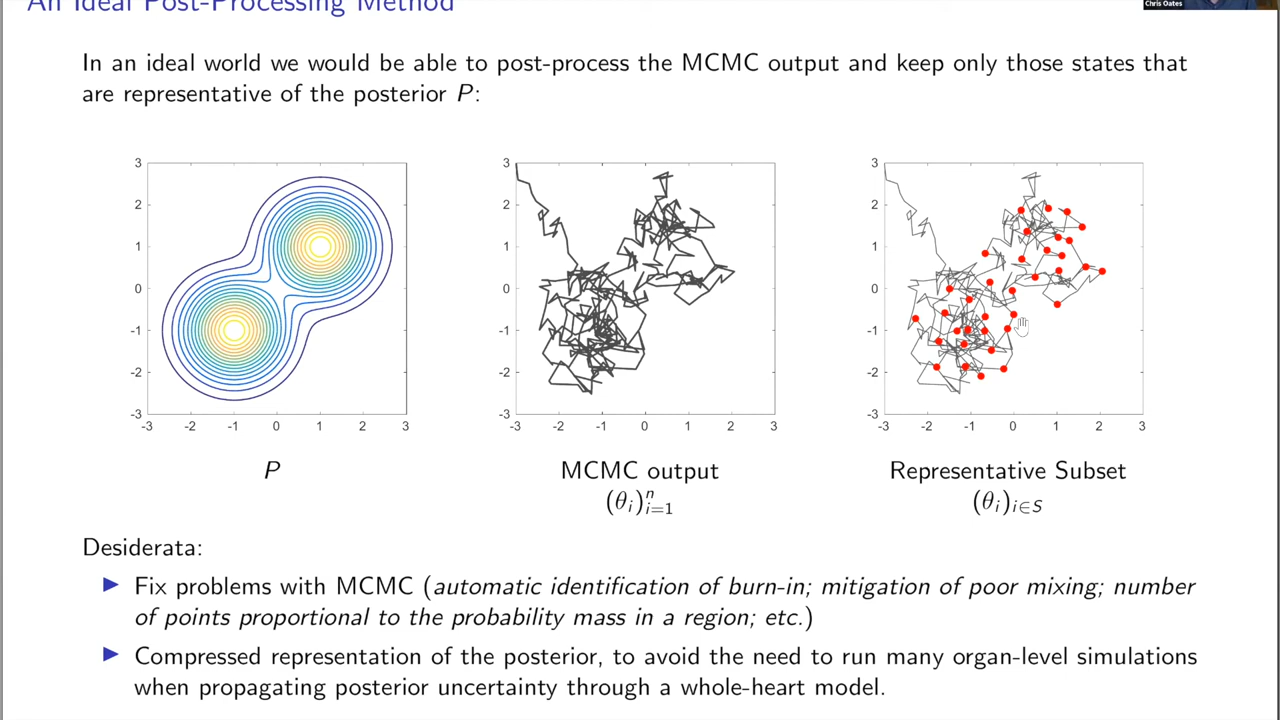 An Ideal Post-Processing Method
Chris Oates
In an ideal world we would be able to post-process the MCMC output and keep only those states that
are representative of the posterior P:
3
2
1
0
-1
-2
-3
-3 -2 -1 0 1 2 3
3
2
1
0
-1
-2
-3
-3 -2 -1 0 1 2 3
3
2
1
0
-1
-2
-3
-3 -2 -1 0 1 2 3
P
MCMC output
(θᵢ)ⁿᵢ₌₁
Representative Subset
(θᵢ)ᵢ∈S
Desiderata:
▶ Fix problems with MCMC (automatic identification of burn-in; mitigation of poor mixing; number
of points proportional to the probability mass in a region; etc.)
▶ Compressed representation of the posterior, to avoid the need to run many organ-level simulations
when propagating posterior uncertainty through a whole-heart model.